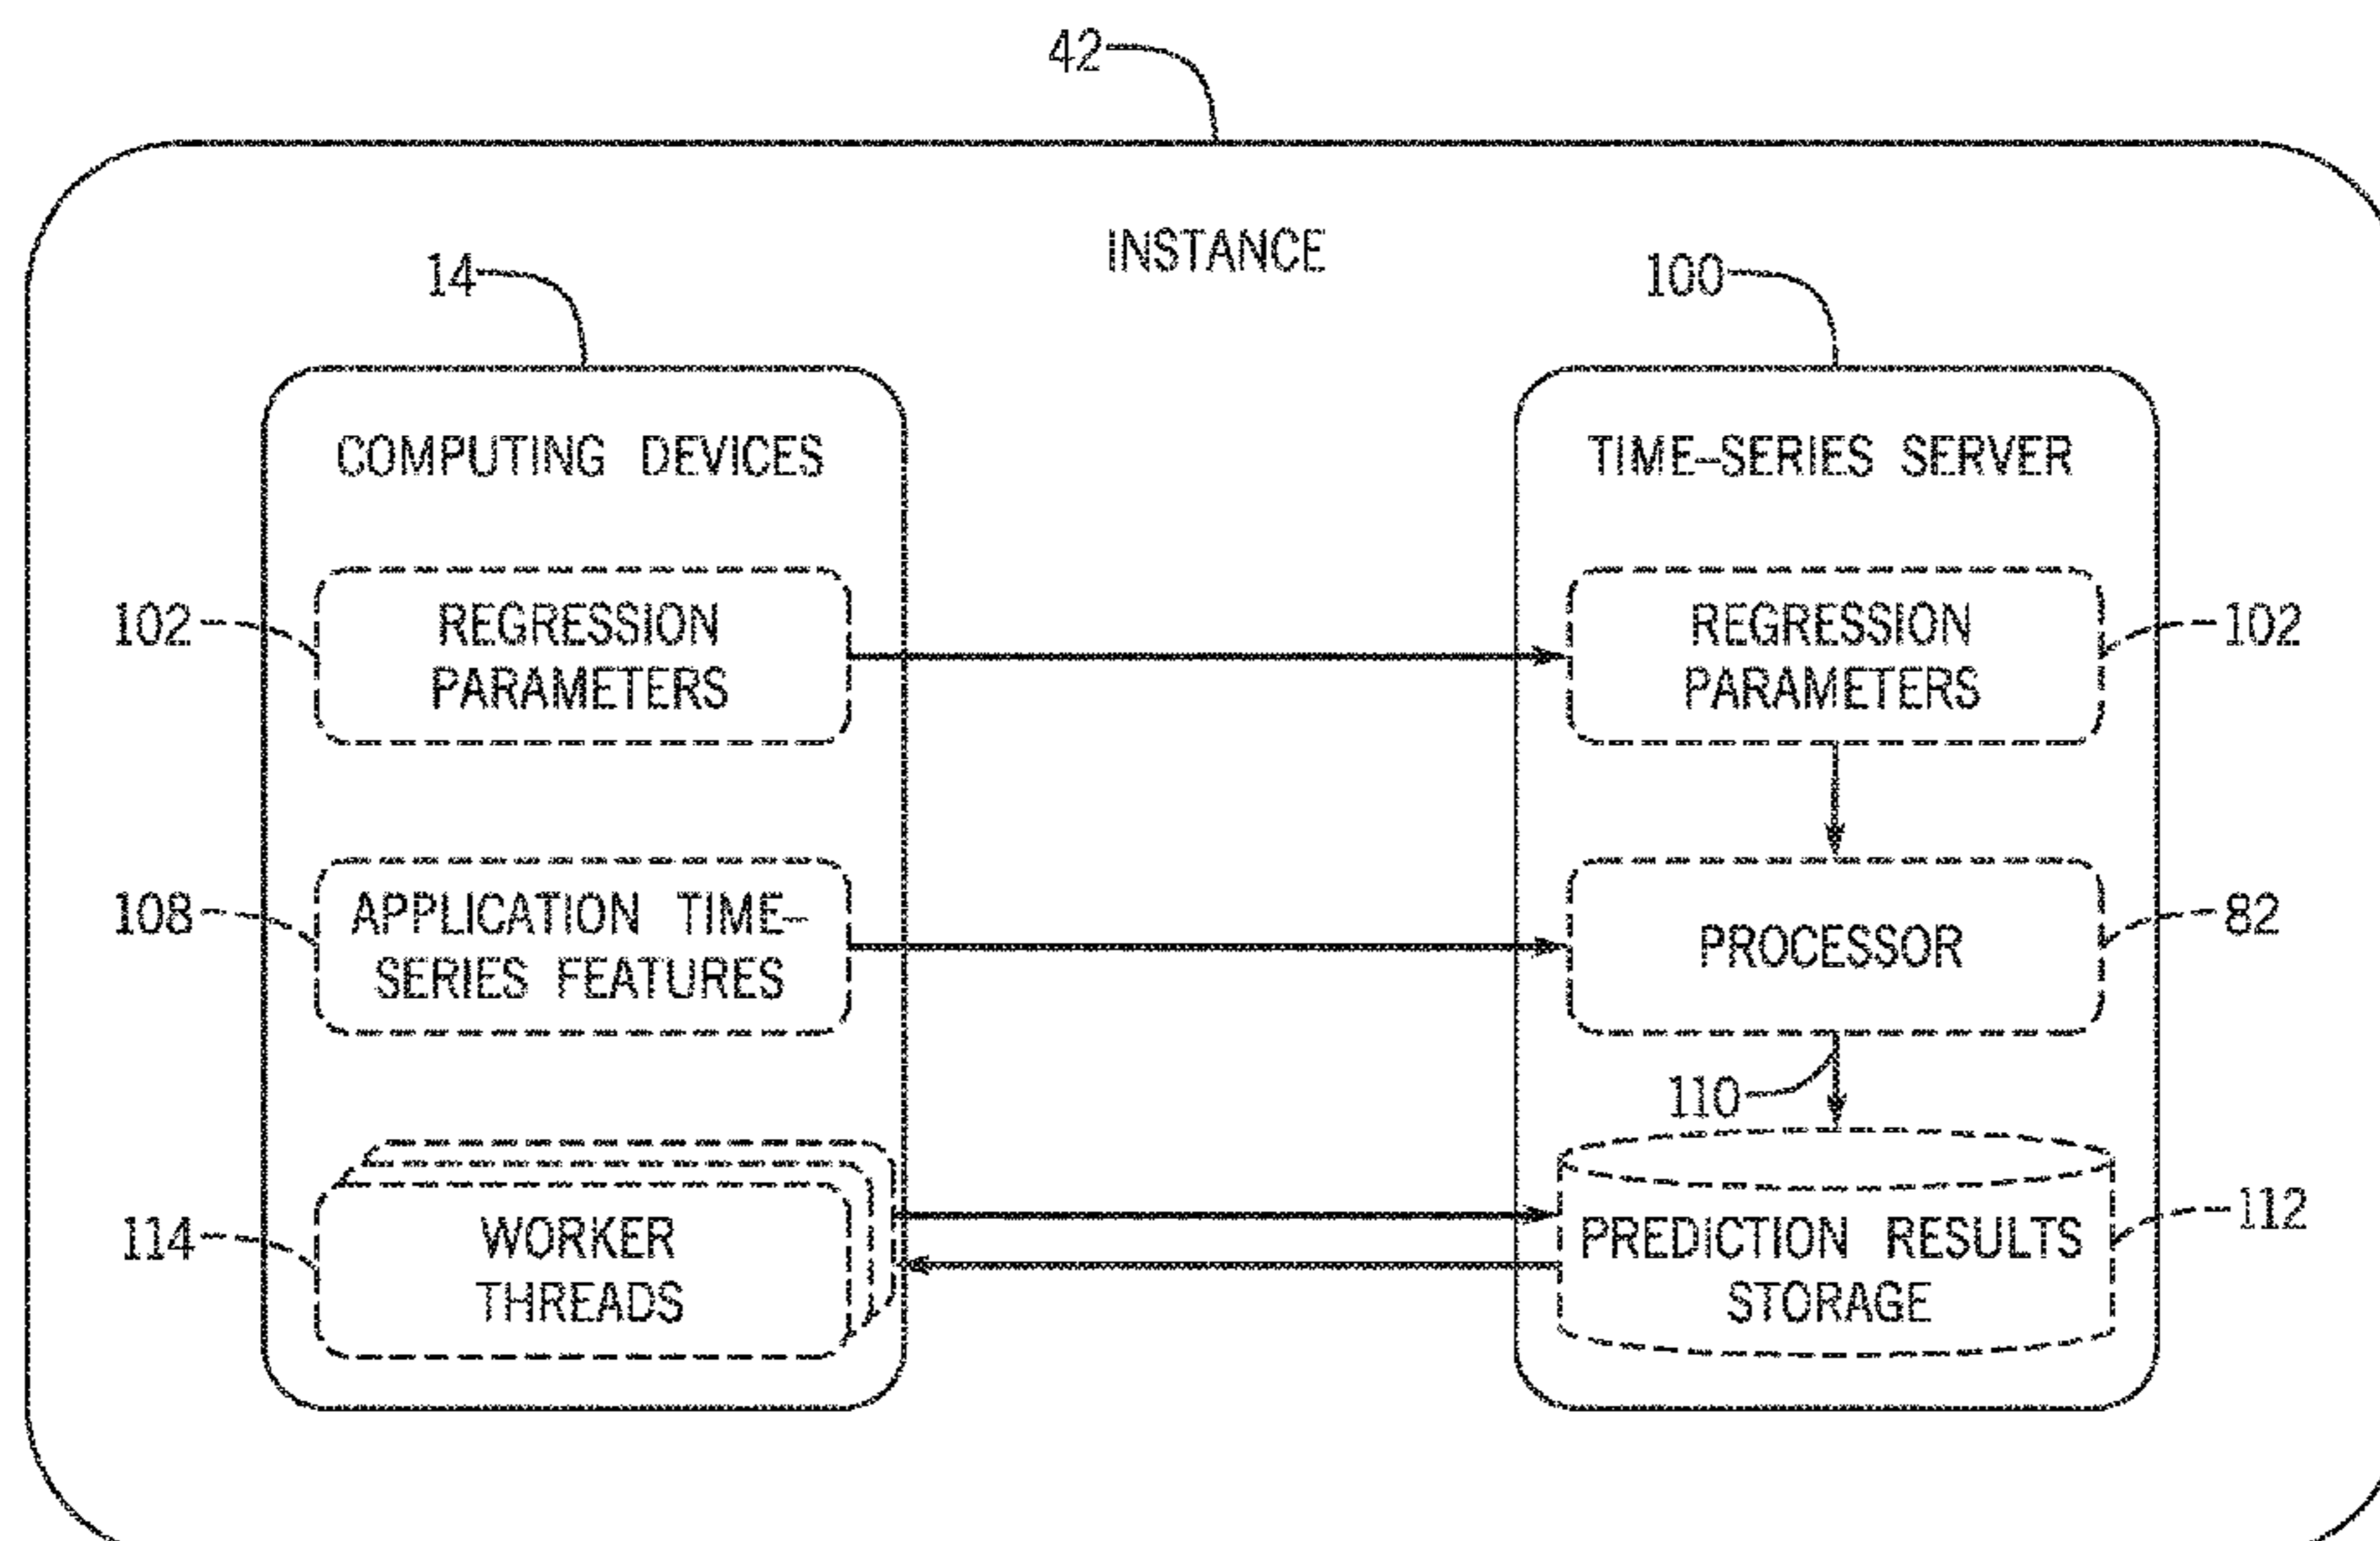 42
INSTANCE
14
100
COMPUTING DEVICES
TIME–SERIES SERVER
102
REGRESSION
PARAMETERS
REGRESSION
PARAMETERS
102
108
APPLICATION TIME–
SERIES FEATURES
PROCESSOR
82
110
114
WORKER
THREADS
PREDICTION RESULTS
STORAGE
112